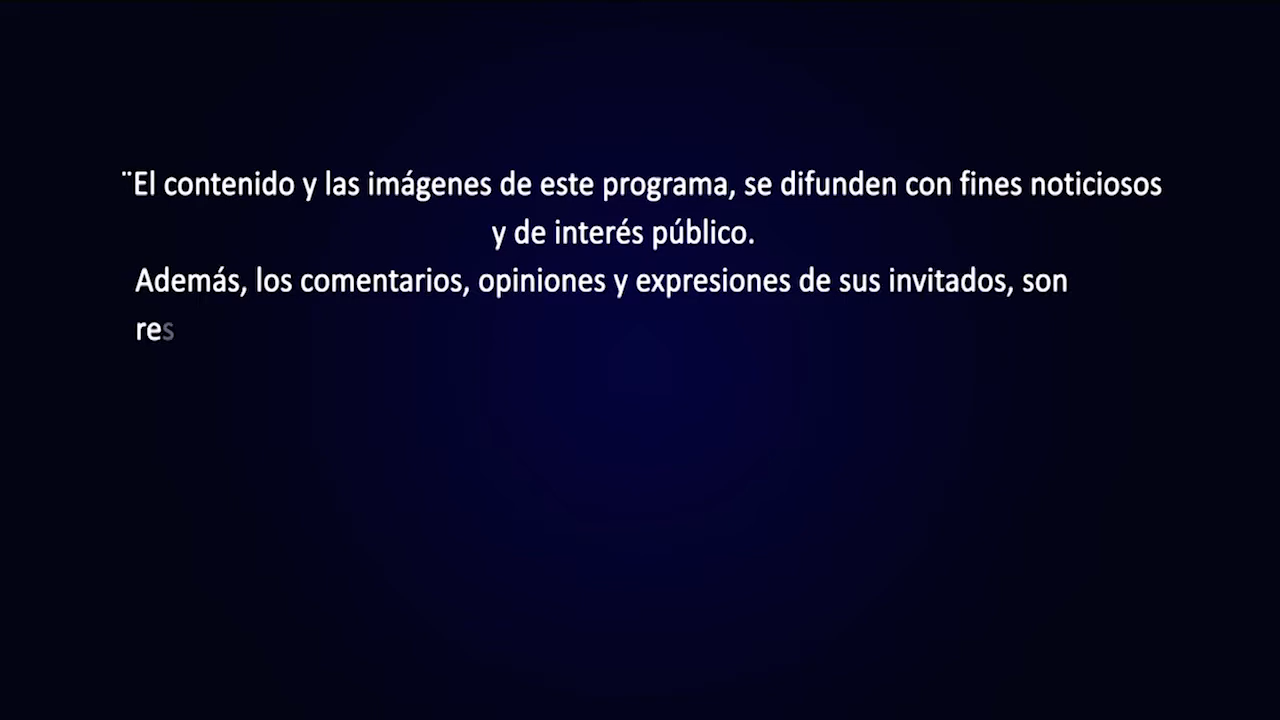 ¨El contenido y las imágenes de este programa, se difunden con fines noticiosos
y de interés público.
Además, los comentarios, opiniones y expresiones de sus invitados, son
res